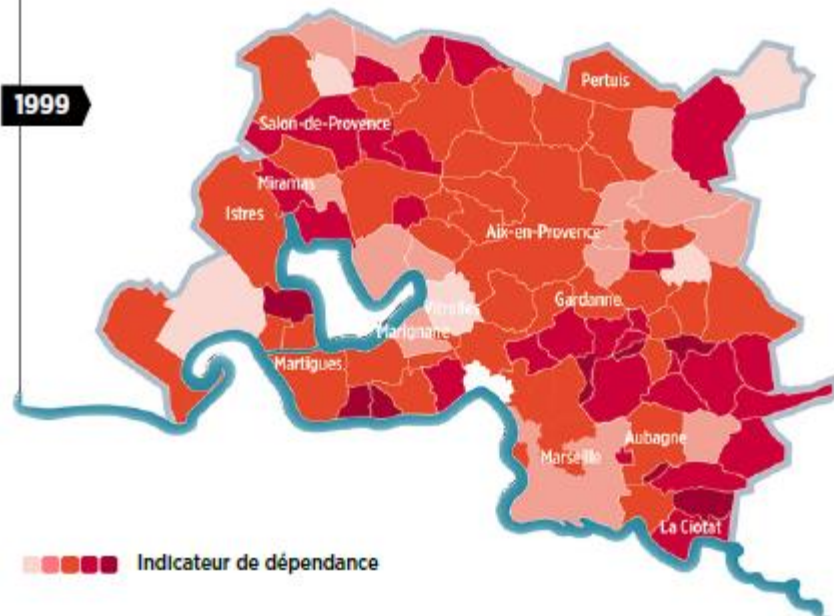 1999
Pertuis
Salon-de-Provence
Miramas
Istres
Aix-en-Provence
Gardanne
Vitrolles
Marignane
Martigues
Aubagne
Marseille
La Ciotat
Indicateur de dépendance